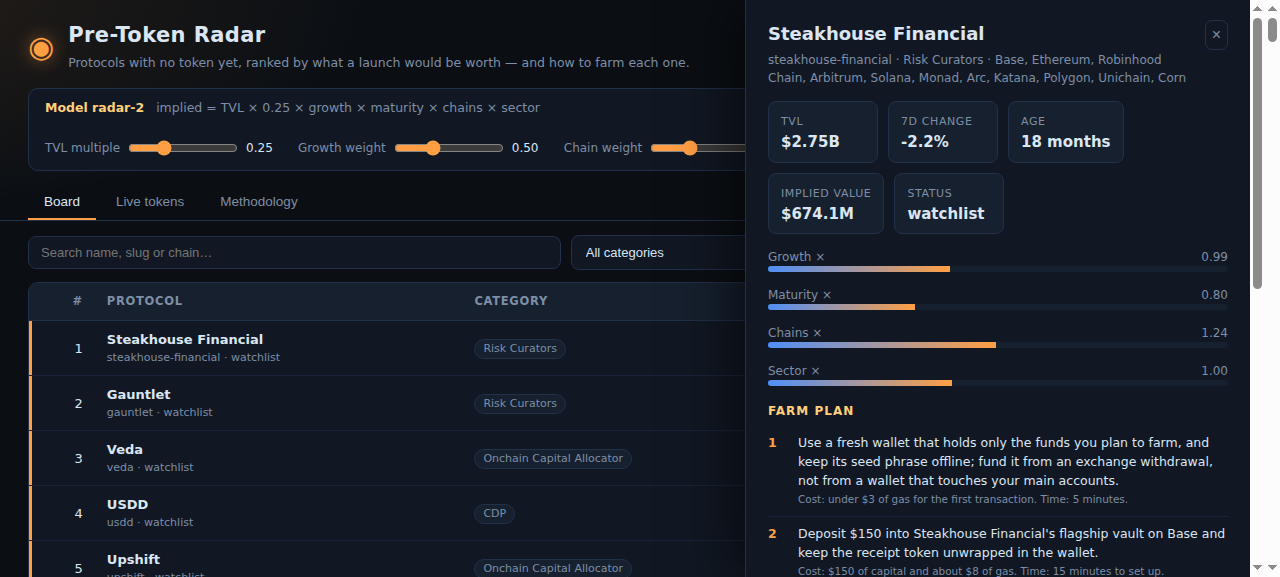 Pre-Token Radar
Protocols with no token yet, ranked by what a launch would be worth — and how to farm each one.
Model radar-2 implied = TVL × 0.25 × growth × maturity × chains × sector
TVL multiple 0.25 Growth weight 0.50 Chain weight
Board Live tokens Methodology
Search name, slug or chain…
All categories
# PROTOCOL CATEGORY
1 Steakhouse Financial Risk Curators
steakhouse-financial · watchlist
2 Gauntlet Risk Curators
gauntlet · watchlist
3 Veda Onchain Capital Allocator
veda · watchlist
4 USDD CDP
usdd · watchlist
5 Upshift Onchain Capital Allocator
upshift · watchlist
Steakhouse Financial
×
steakhouse-financial · Risk Curators · Base, Ethereum, Robinhood
Chain, Arbitrum, Solana, Monad, Arc, Katana, Polygon, Unichain, Corn
TVL
$2.75B
7D CHANGE
-2.2%
AGE
18 months
IMPLIED VALUE
$674.1M
STATUS
watchlist
Growth × 0.99
Maturity × 0.80
Chains × 1.24
Sector × 1.00
FARM PLAN
1 Use a fresh wallet that holds only the funds you plan to farm, and
keep its seed phrase offline; fund it from an exchange withdrawal,
not from a wallet that touches your main accounts.
Cost: under $3 of gas for the first transaction. Time: 5 minutes.
2 Deposit $150 into Steakhouse Financial's flagship vault on Base and
keep the receipt token unwrapped in the wallet.
Cost: $150 of capital and about $8 of gas. Time: 15 minutes to set up.